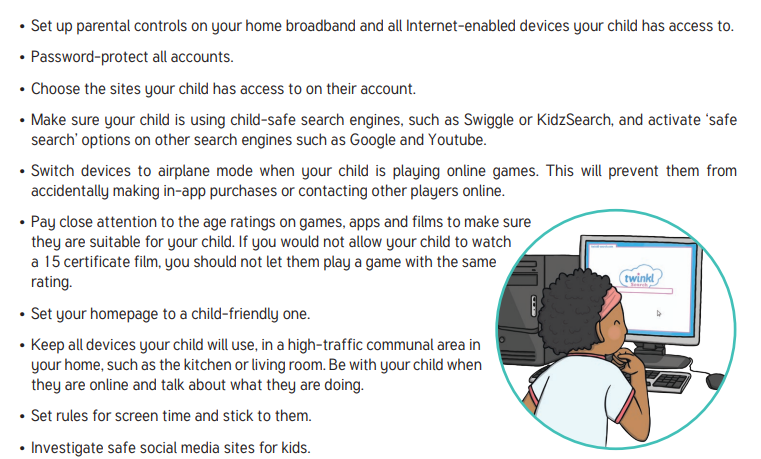 • Set up parental controls on your home broadband and all Internet-enabled devices your child has access to.
• Password-protect all accounts.
• Choose the sites your child has access to on their account.
• Make sure your child is using child-safe search engines, such as Swiggle or KidzSearch, and activate ‘safe
search’ options on other search engines such as Google and Youtube.
• Switch devices to airplane mode when your child is playing online games. This will prevent them from
accidentally making in-app purchases or contacting other players online.
• Pay close attention to the age ratings on games, apps and films to make sure
they are suitable for your child. If you would not allow your child to watch
a 15 certificate film, you should not let them play a game with the same
rating.
• Set your homepage to a child-friendly one.
• Keep all devices your child will use, in a high-traffic communal area in
your home, such as the kitchen or living room. Be with your child when
they are online and talk about what they are doing.
• Set rules for screen time and stick to them.
• Investigate safe social media sites for kids.
twinkl
Search